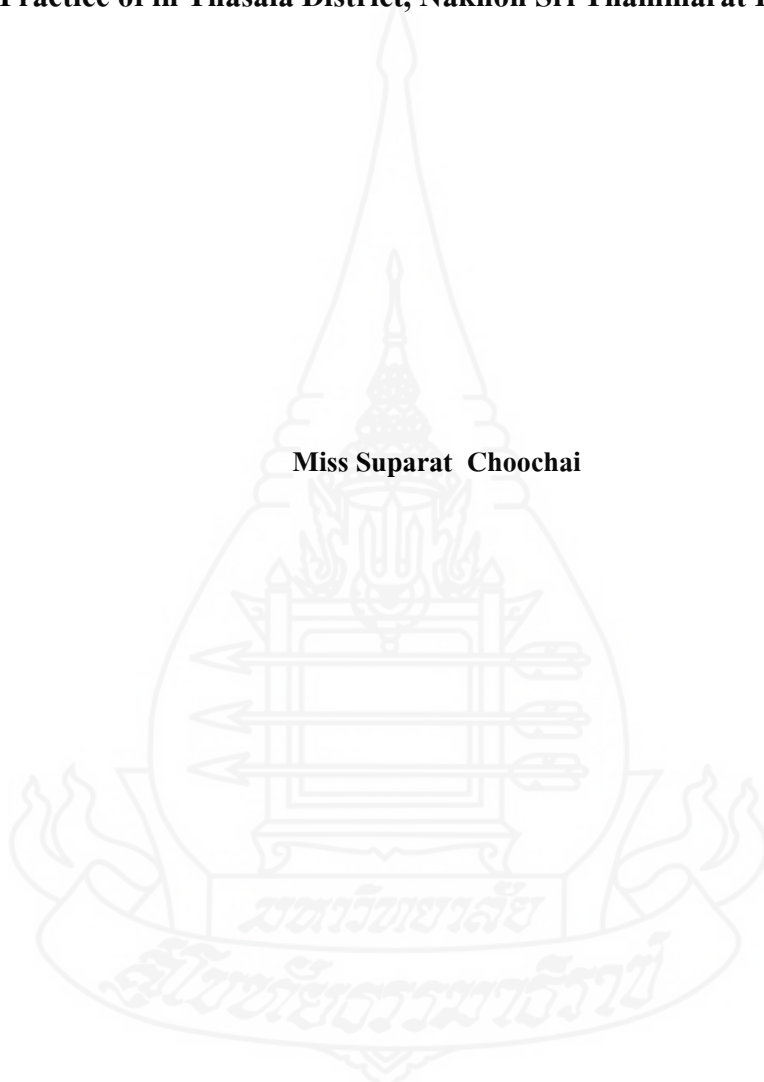 Practice of in Thasala District, Nakhon Sri Thammarat
Miss Suparat Choochai
มหาวิทยาลัย
สุโขทัยธรรมาธิราช